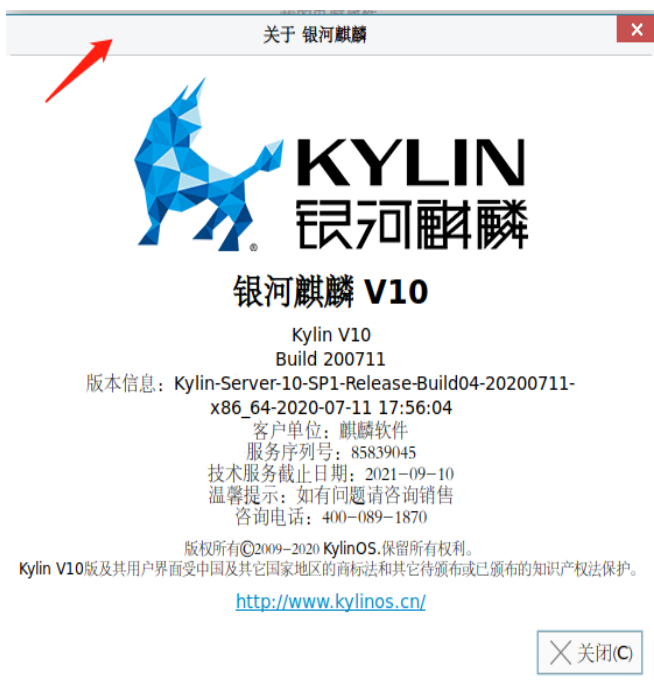 关于 银河麒麟
KYLIN
银河麒麟
银河麒麟 V10
Kylin V10
Build 200711
版本信息：Kylin-Server-10-SP1-Release-Build04-20200711-
x86_64-2020-07-11 17:56:04
客户单位：麒麟软件
服务序列号：85839045
技术服务截止日期：2021-09-10
温馨提示：如有问题请咨询销售
咨询电话：400-089-1870
版权所有©2009-2020 KylinOS.保留所有权利。
Kylin V10版及其用户界面受中国及其它国家地区的商标法和其它待颁布或已颁布的知识产权法保护。
http://www.kylinos.cn/
关闭(C)